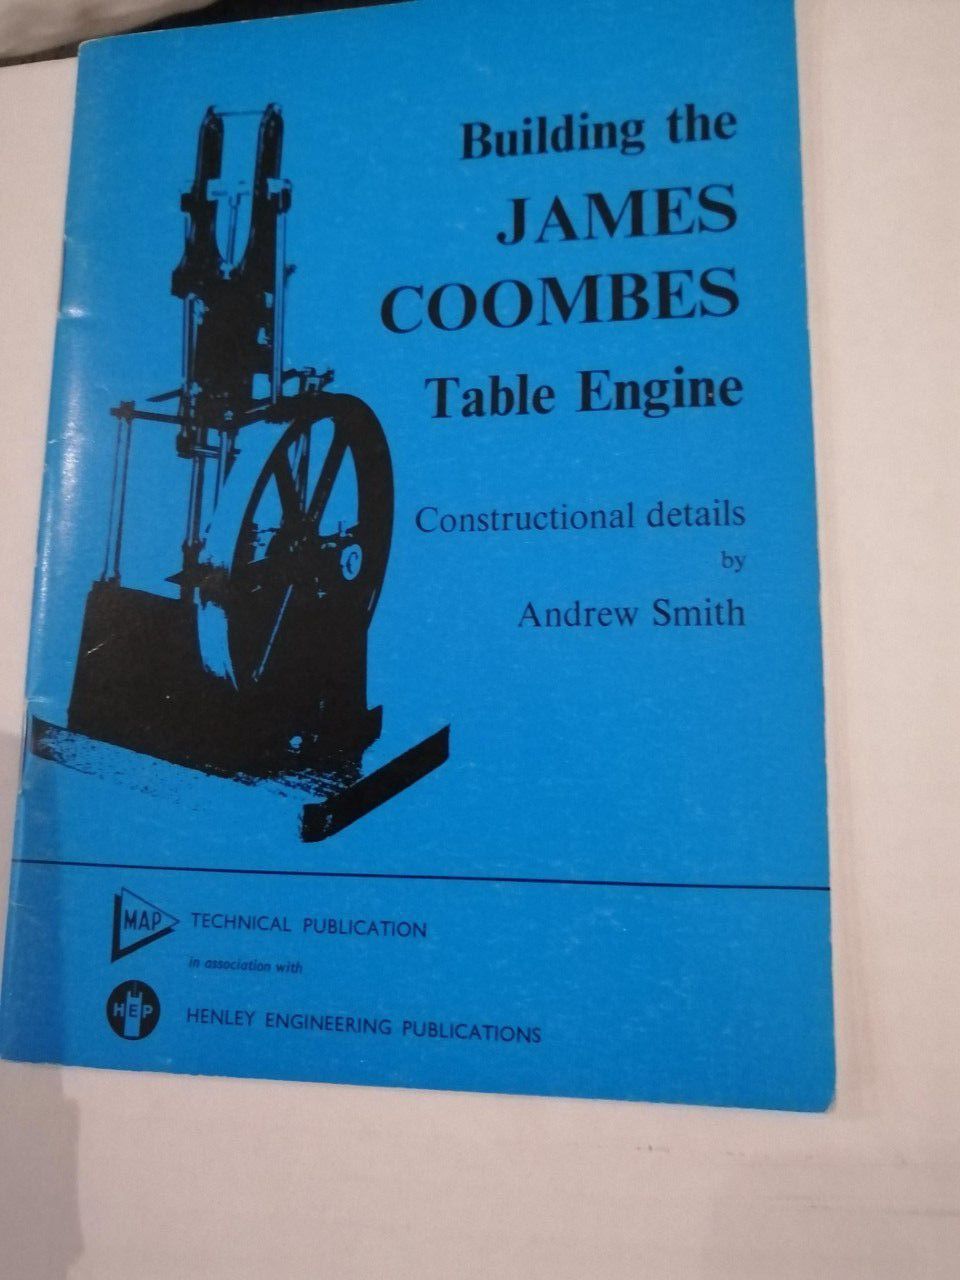 Building the
JAMES
COOMBES
Table Engine
Constructional details
by
Andrew Smith
MAP TECHNICAL PUBLICATION
in association with
HEP HENLEY ENGINEERING PUBLICATIONS